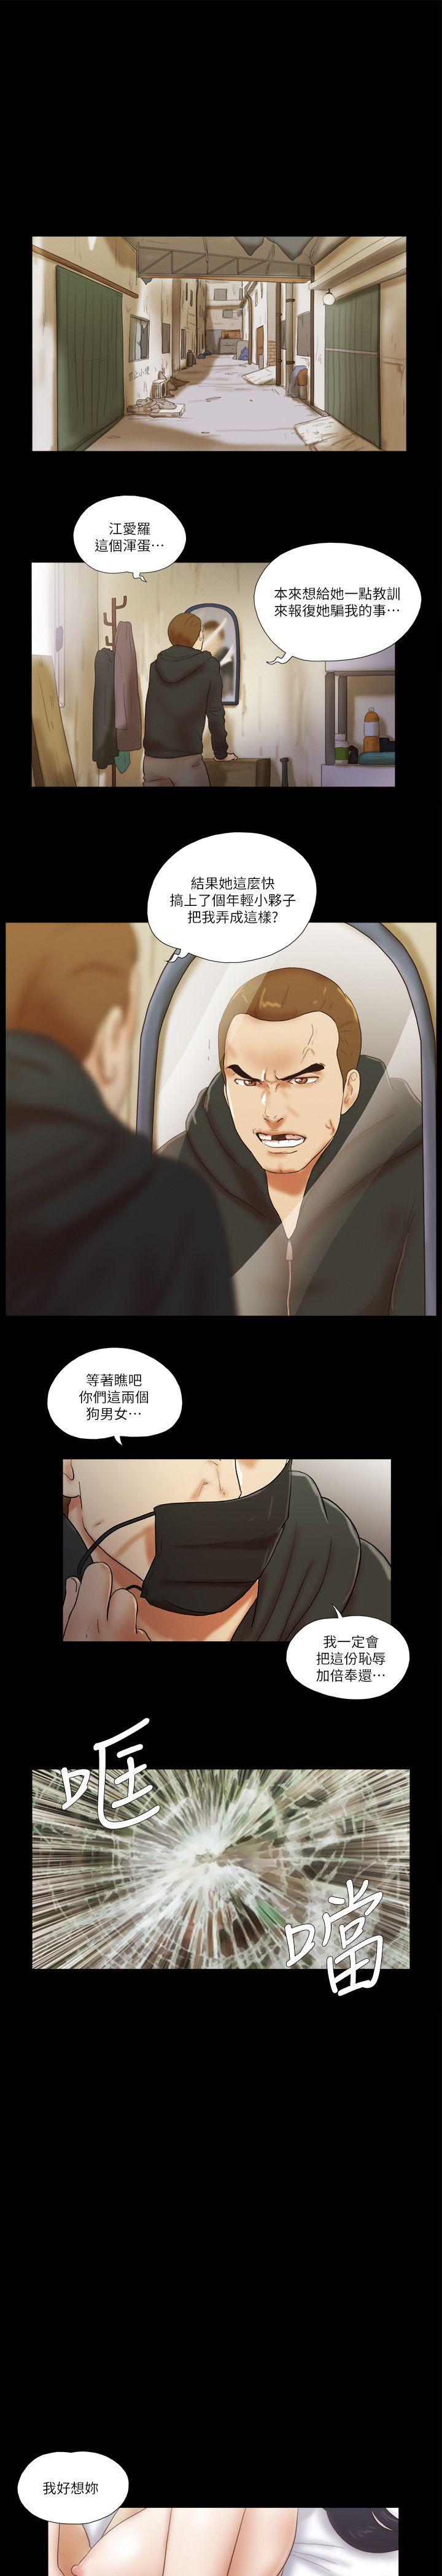 江愛羅
這個渾蛋…
本來想給她一點教訓
來報復她騙我的事…
結果她這麼快
搞上了個年輕小夥子
把我弄成這樣?
等著瞧吧
你們這兩個
狗男女…
我一定會
把這份恥辱
加倍奉還…
哐
噹
我好想妳